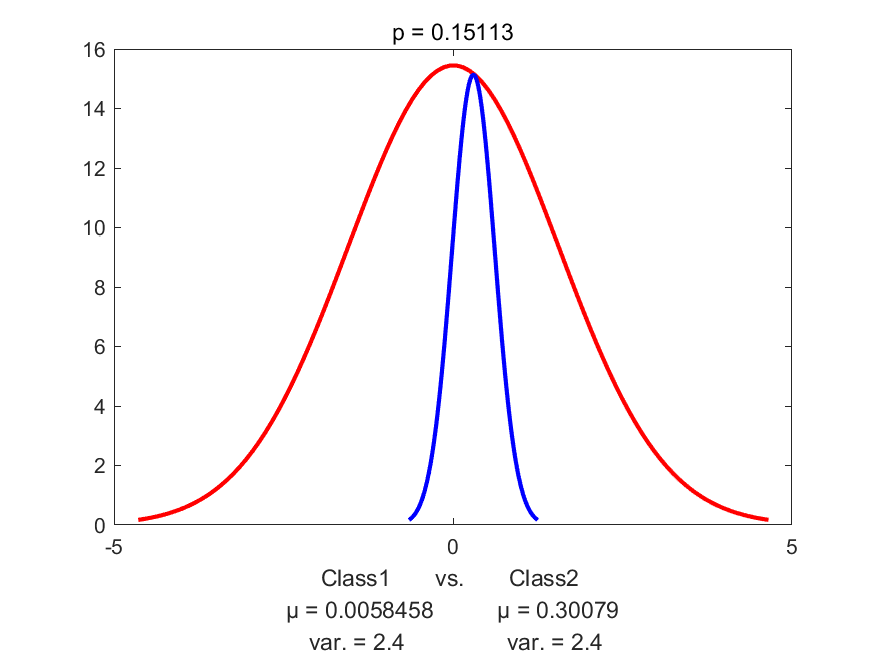 p = 0.15113
16
14
12
10
8
6
4
2
0
-5 0 5
Class1 vs. Class2
μ = 0.0058458 μ = 0.30079
var. = 2.4 var. = 2.4